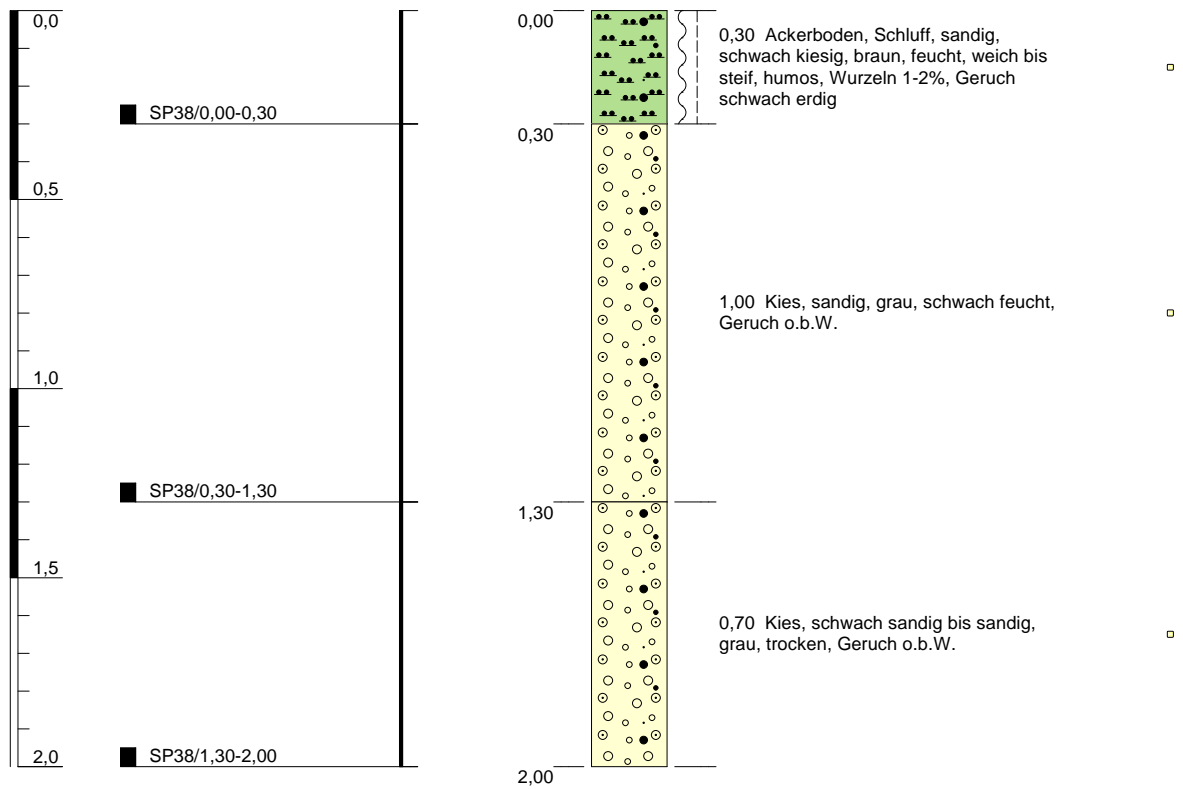 0,0
0,00
0,30 Ackerboden, Schluff, sandig,
schwach kiesig, braun, feucht, weich bis
steif, humos, Wurzeln 1-2%, Geruch
schwach erdig
SP38/0,00-0,30
0,30
0,5
1,00 Kies, sandig, grau, schwach feucht,
Geruch o.b.W.
1,0
SP38/0,30-1,30
1,30
1,5
0,70 Kies, schwach sandig bis sandig,
grau, trocken, Geruch o.b.W.
2,0
SP38/1,30-2,00
2,00